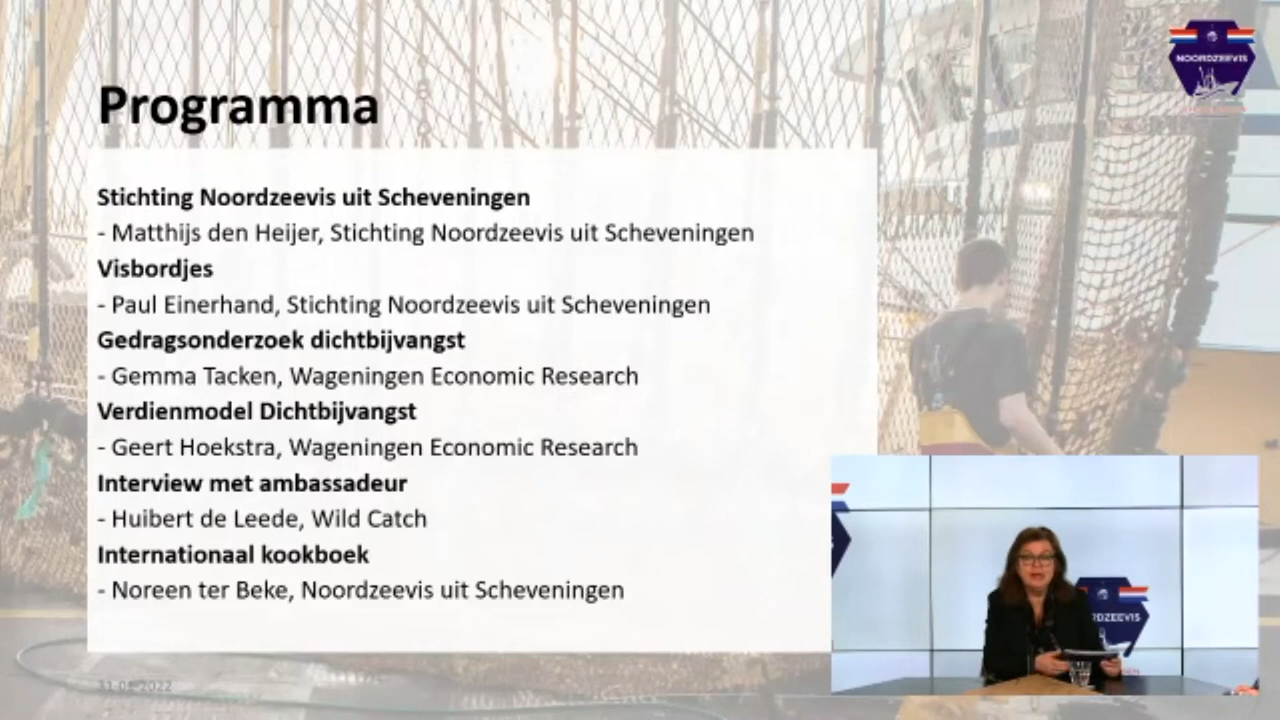 NOORDZEEVIS
Programma
Stichting Noordzeevis uit Scheveningen
- Matthijs den Heijer, Stichting Noordzeevis uit Scheveningen
Visbordjes
- Paul Einerhand, Stichting Noordzeevis uit Scheveningen
Gedragsonderzoek dichtbijvangst
- Gemma Tacken, Wageningen Economic Research
Verdienmodel Dichtbijvangst
- Geert Hoekstra, Wageningen Economic Research
Interview met ambassadeur
- Huibert de Leede, Wild Catch
Internationaal kookboek
- Noreen ter Beke, Noordzeevis uit Scheveningen
RDZEEVIS